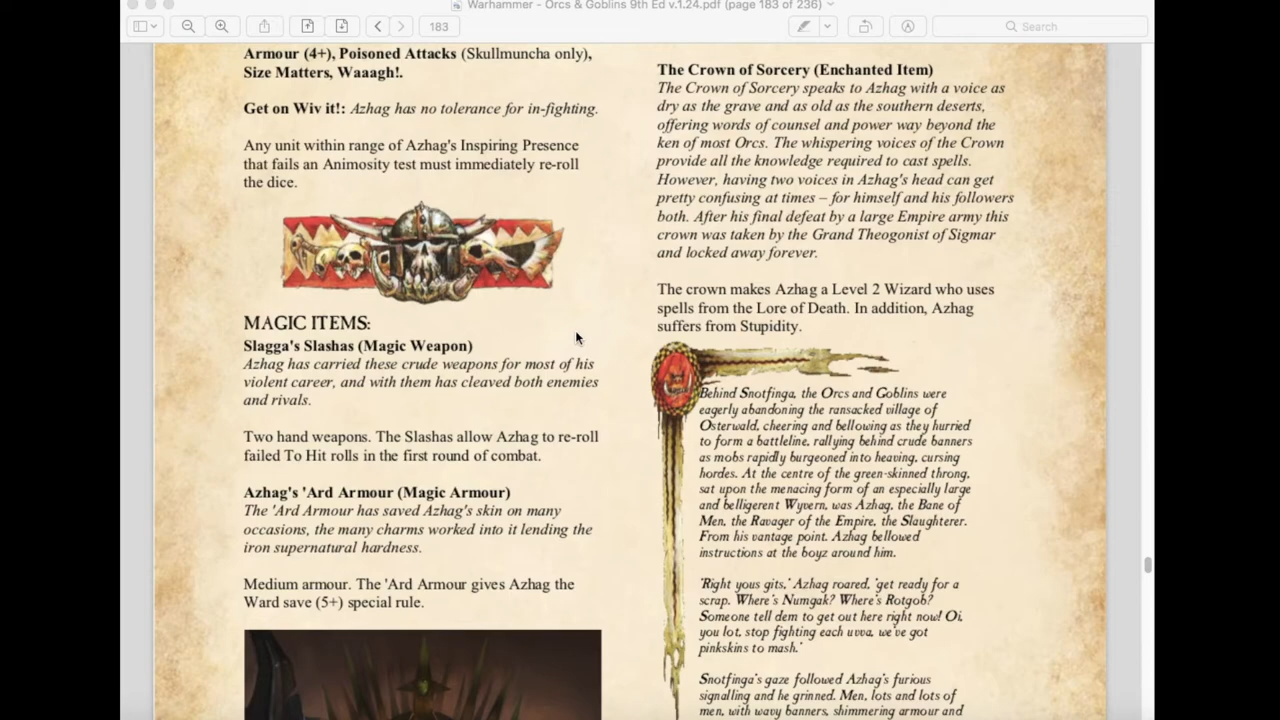 Warhammer - Orcs & Goblins 9th Ed v.1.24.pdf (page 183 of 236)
183
Search
Armour (4+), Poisoned Attacks (Skullmuncha only),
Size Matters, Waaagh!.
Get on Wiv it!: Azhag has no tolerance for in-fighting.
Any unit within range of Azhag's Inspiring Presence
that fails an Animosity test must immediately re-roll
the dice.
MAGIC ITEMS:
Slagga's Slashas (Magic Weapon)
Azhag has carried these crude weapons for most of his
violent career, and with them has cleaved both enemies
and rivals.
Two hand weapons. The Slashas allow Azhag to re-roll
failed To Hit rolls in the first round of combat.
Azhag's 'Ard Armour (Magic Armour)
The 'Ard Armour has saved Azhag's skin on many
occasions, the many charms worked into it lending the
iron supernatural hardness.
Medium armour. The 'Ard Armour gives Azhag the
Ward save (5+) special rule.
The Crown of Sorcery (Enchanted Item)
The Crown of Sorcery speaks to Azhag with a voice as
dry as the grave and as old as the southern deserts,
offering words of counsel and power way beyond the
ken of most Orcs. The whispering voices of the Crown
provide all the knowledge required to cast spells.
However, having two voices in Azhag's head can get
pretty confusing at times – for himself and his followers
both. After his final defeat by a large Empire army this
crown was taken by the Grand Theogonist of Sigmar
and locked away forever.
The crown makes Azhag a Level 2 Wizard who uses
spells from the Lore of Death. In addition, Azhag
suffers from Stupidity.
Behind Snotfinga, the Orcs and Goblins were
eagerly abandoning the ransacked village of
Osterwald, cheering and bellowing as they hurried
to form a battleline, rallying behind crude banners
as mobs rapidly burgeoned into heaving, cursing
hordes. At the centre of the green-skinned throng,
sat upon the menacing form of an especially large
and belligerent Wyvern, was Azhag, the Bane of
Men, the Ravager of the Empire, the Slaughterer.
From his vantage point. Azhag bellowed
instructions at the boyz around him.
'Right yous gits,' Azhag roared, 'get ready for a
scrap. Where's Numgak? Where's Rotgob?
Someone tell dem to get out here right now! Oi,
you lot, stop fighting each uvva, we've got
pinkskins to mash.'
Snotfinga's gaze followed Azhag's furious
signalling and he grinned. Men, lots and lots of
men, with wavy banners, shimmering armour and